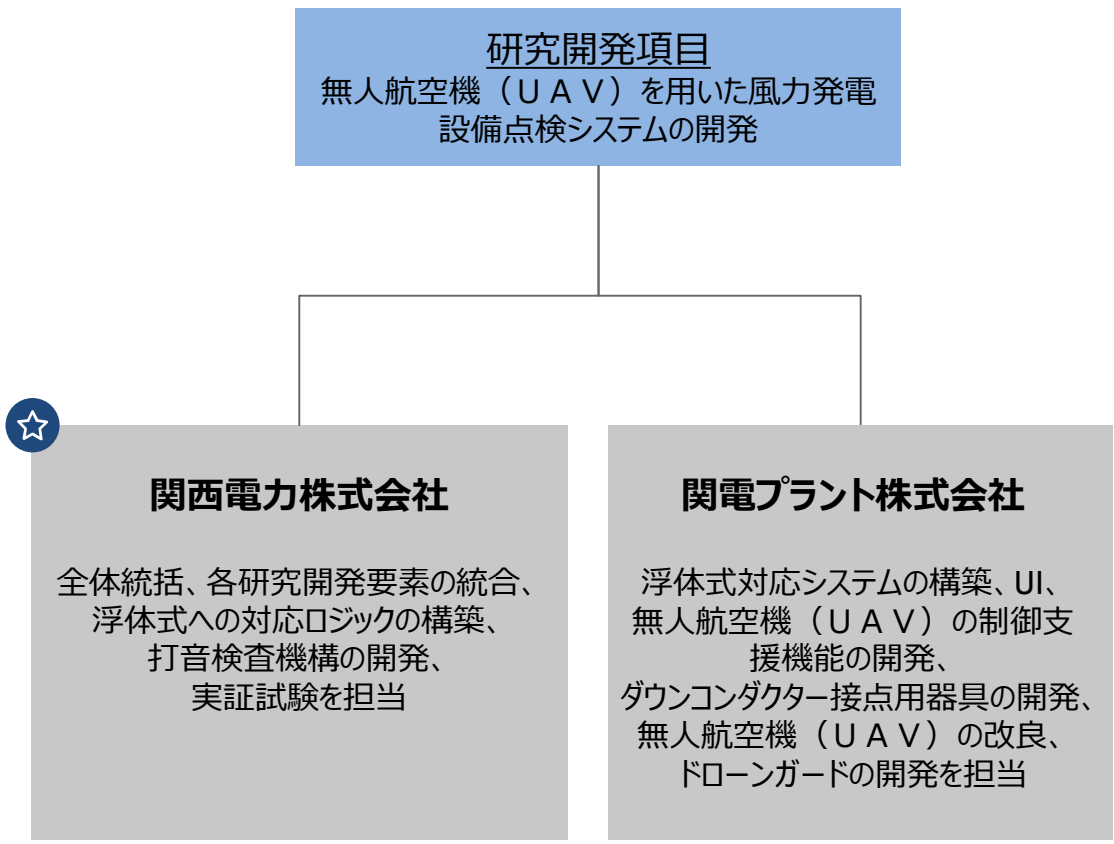 研究開発項目
無人航空機（ＵＡＶ）を用いた風力発電
設備点検システムの開発
関西電力株式会社
全体統括、各研究開発要素の統合、
浮体式への対応ロジックの構築、
打音検査機構の開発、
実証試験を担当
関電プラント株式会社
浮体式対応システムの構築、UI、
無人航空機（ＵＡＶ）の制御支
援機能の開発、
ダウンコンダクター接点用器具の開発、
無人航空機（ＵＡＶ）の改良、
ドローンガードの開発を担当